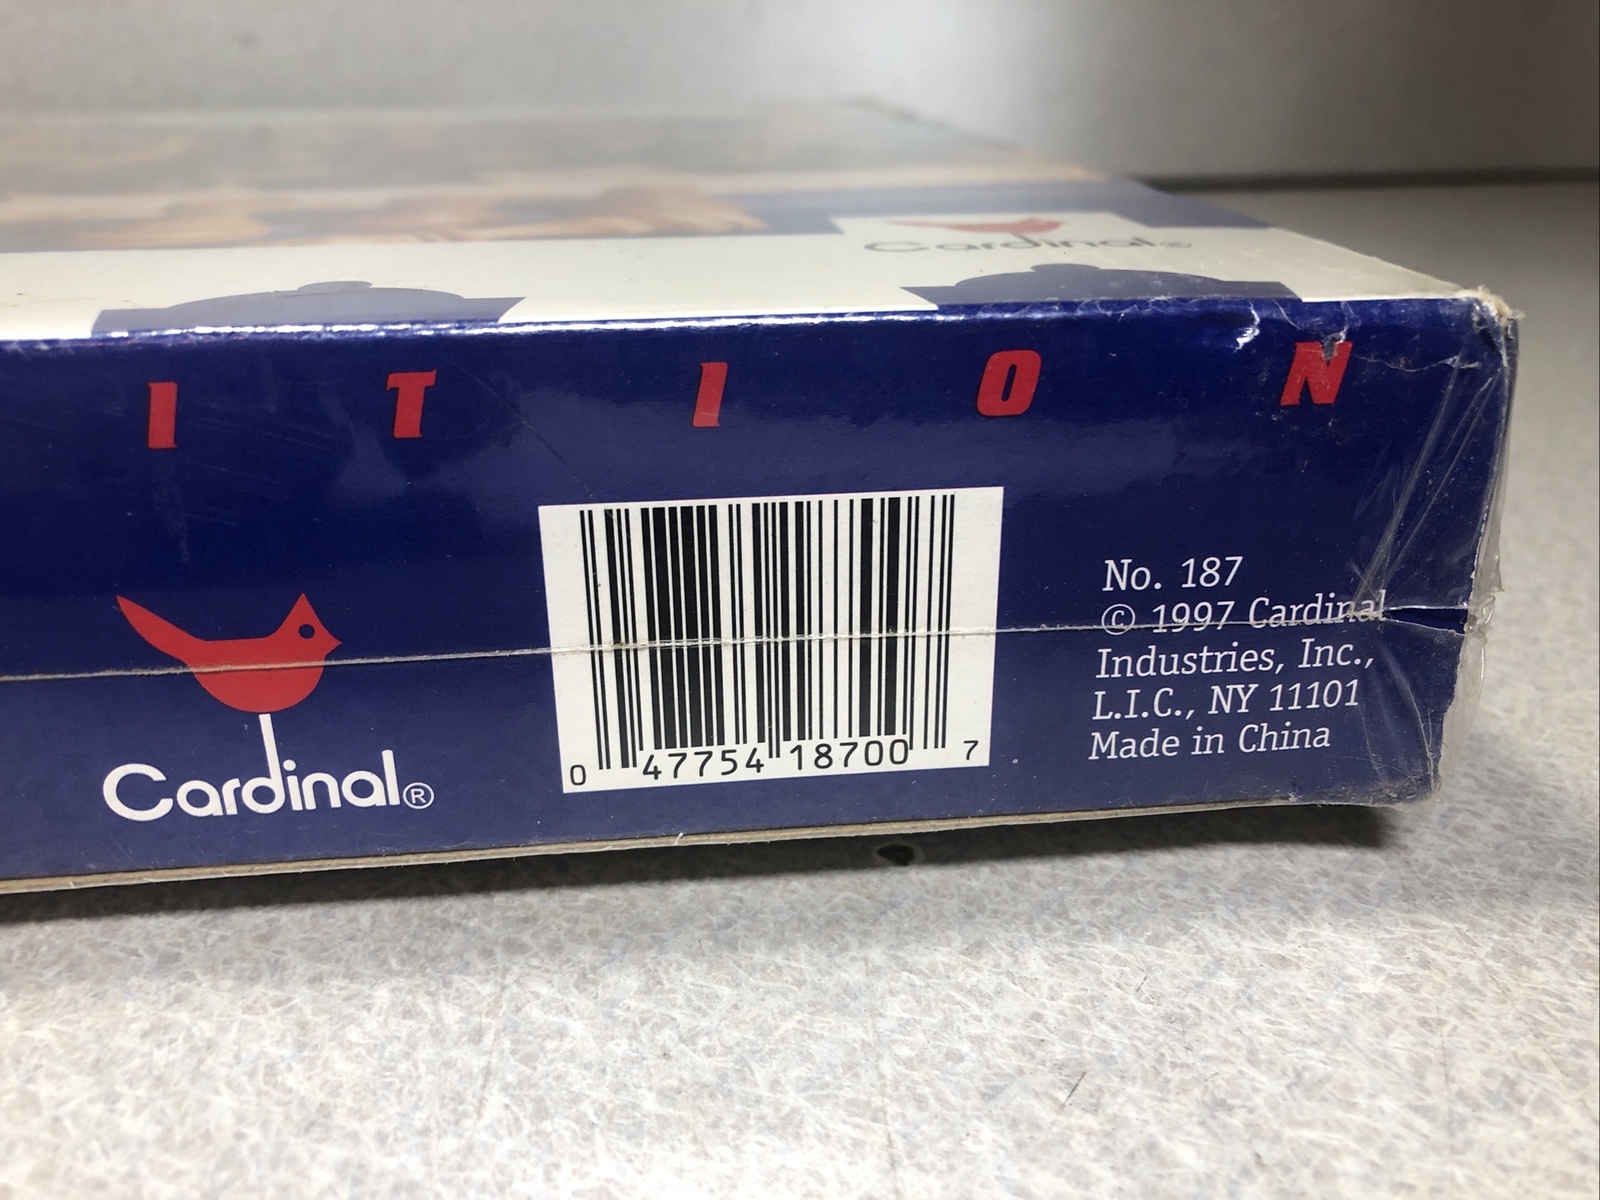 Cardinal®
I T I O N
Cardinal®
0 47754 18700 7
No. 187
© 1997 Cardinal
Industries, Inc.,
L.I.C., NY 11101
Made in China